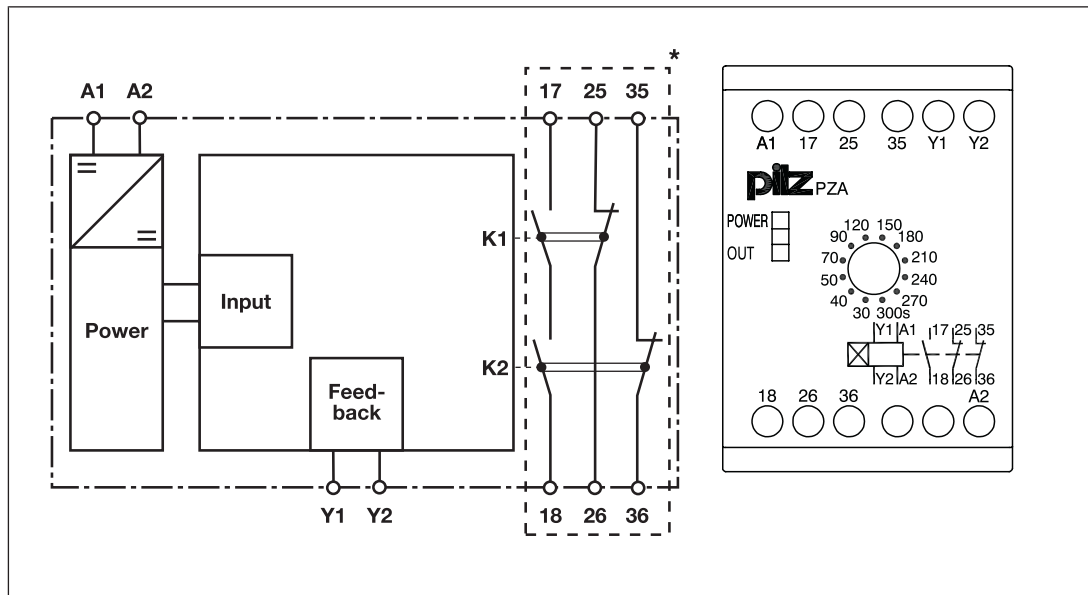 *
A1 A2 17 25 35
K1
Input
Power
K2
Feed-
back
Y1 Y2 18 26 36
A1 17 25 35 Y1 Y2
pilz PZA
POWER
OUT
120 150
90 180
70 210
50 240
40 270
30 300s
Y1 A1 17 25 35
Y2 A2 18 26 36
18 26 36 A2